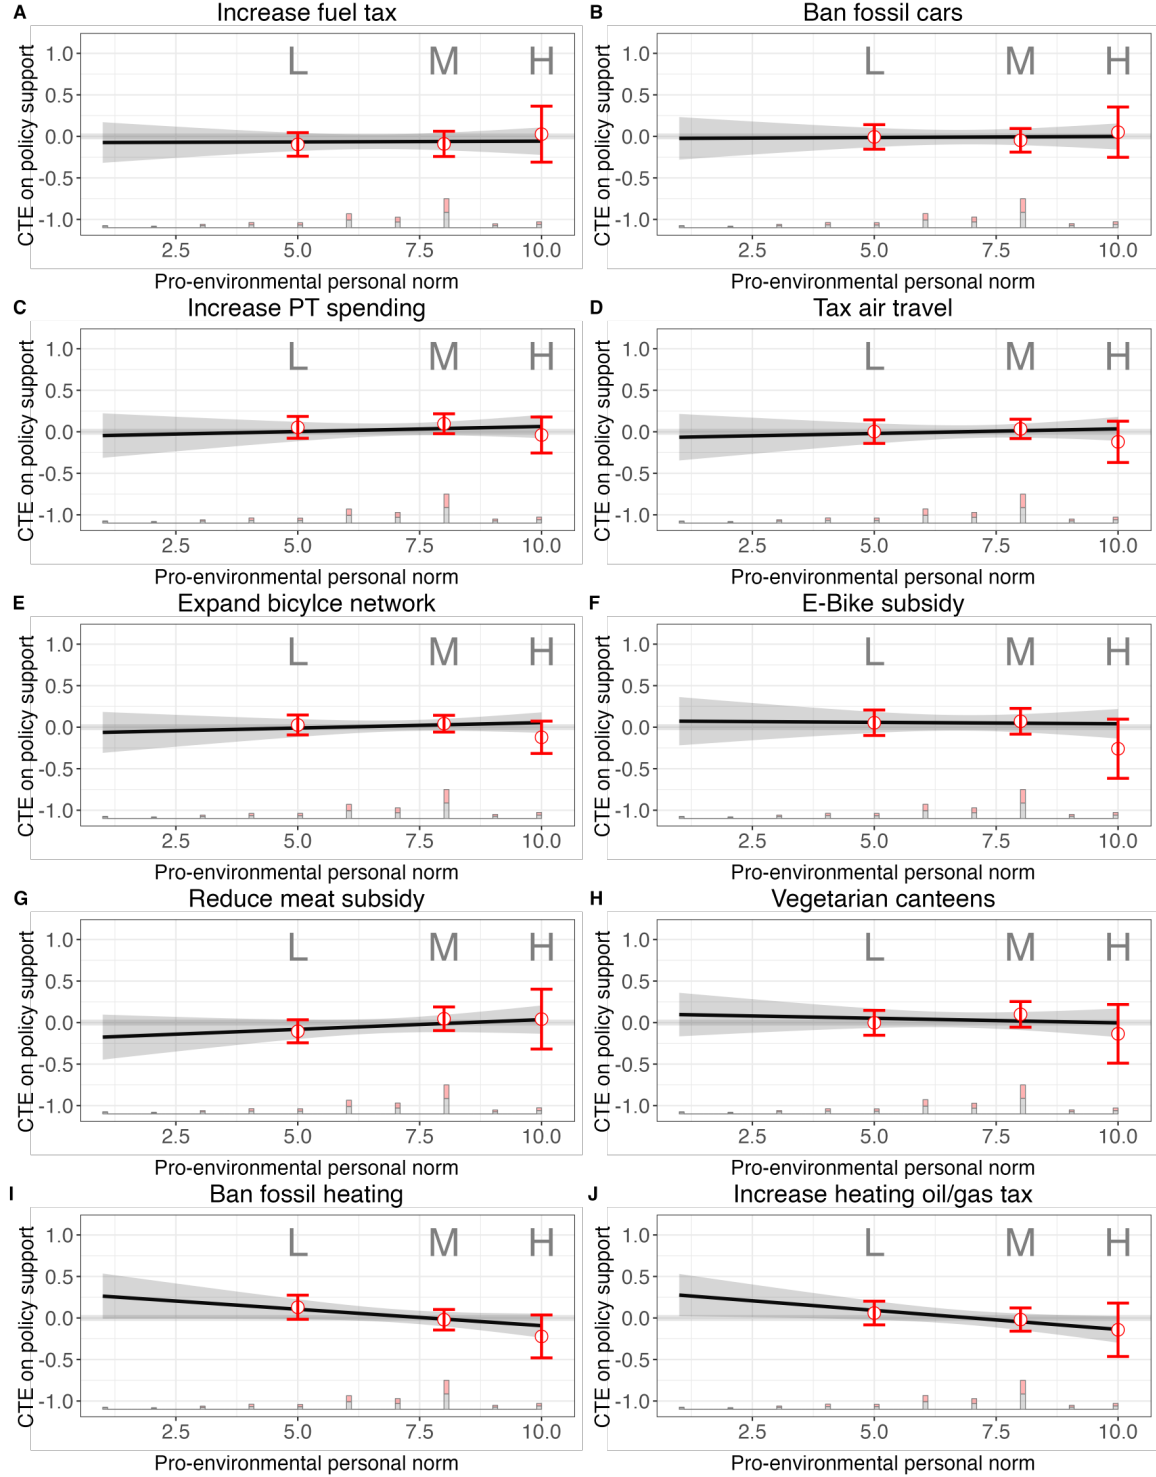 A Increase fuel tax
CTE on policy support
1.0
0.5
0.0
-0.5
-1.0
L M H
2.5 5.0 7.5 10.0
Pro-environmental personal norm
B Ban fossil cars
CTE on policy support
1.0
0.5
0.0
-0.5
-1.0
L M H
2.5 5.0 7.5 10.0
Pro-environmental personal norm
C Increase PT spending
CTE on policy support
1.0
0.5
0.0
-0.5
-1.0
L M H
2.5 5.0 7.5 10.0
Pro-environmental personal norm
D Tax air travel
CTE on policy support
1.0
0.5
0.0
-0.5
-1.0
L M H
2.5 5.0 7.5 10.0
Pro-environmental personal norm
E Expand bicylce network
CTE on policy support
1.0
0.5
0.0
-0.5
-1.0
L M H
2.5 5.0 7.5 10.0
Pro-environmental personal norm
F E-Bike subsidy
CTE on policy support
1.0
0.5
0.0
-0.5
-1.0
L M H
2.5 5.0 7.5 10.0
Pro-environmental personal norm
G Reduce meat subsidy
CTE on policy support
1.0
0.5
0.0
-0.5
-1.0
L M H
2.5 5.0 7.5 10.0
Pro-environmental personal norm
H Vegetarian canteens
CTE on policy support
1.0
0.5
0.0
-0.5
-1.0
L M H
2.5 5.0 7.5 10.0
Pro-environmental personal norm
I Ban fossil heating
CTE on policy support
1.0
0.5
0.0
-0.5
-1.0
L M H
2.5 5.0 7.5 10.0
Pro-environmental personal norm
J Increase heating oil/gas tax
CTE on policy support
1.0
0.5
0.0
-0.5
-1.0
L M H
2.5 5.0 7.5 10.0
Pro-environmental personal norm